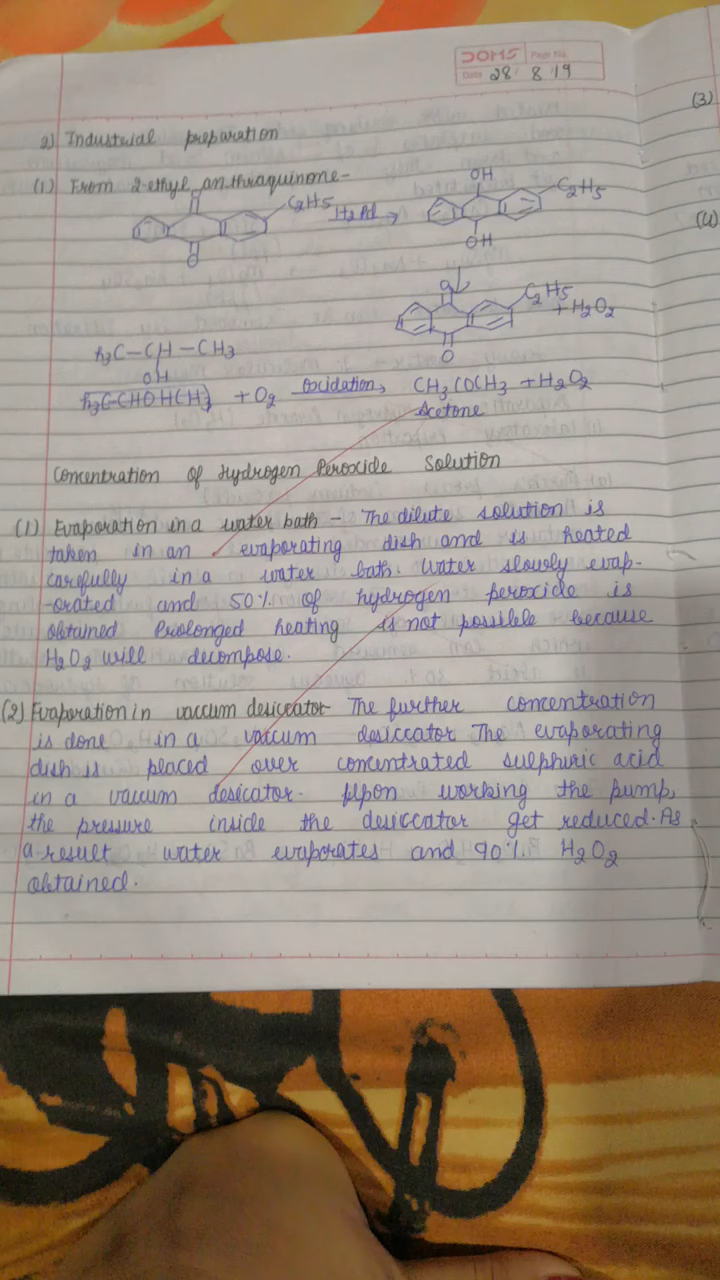 DOMS Page No.
Date 28 8 19
(3)
2) Industrial preparation
(1) From 2-ethyl anthraquinone-
O
C2H5 H2 Pd →
O
OH
C2H5
OH
O
C2H5
+ H2O2
O
H3C-CH-CH3
OH
H3C-CHOH(CH3) + O2 Oxidation → CH3COCH3 + H2O2
Acetone
(4)
Concentration of Hydrogen Peroxide Solution
(1) Evaporation in a water bath - The dilute solution is
taken in an evaporating dish and is heated
carefully in a water bath. Water slowly evap-
-orated and 50% of hydrogen peroxide is
obtained Prolonged heating is not possible because
H2O2 will decompose.
(2) Evaporation in vaccum desiccator- The further concentration
is done in a vaccum desiccator The evaporating
dish is placed over concentrated sulphuric acid
in a vaccum desicator. Upon working the pump,
the pressure inside the desiccator get reduced. As
a result water evaporates and 90% H2O2
obtained.